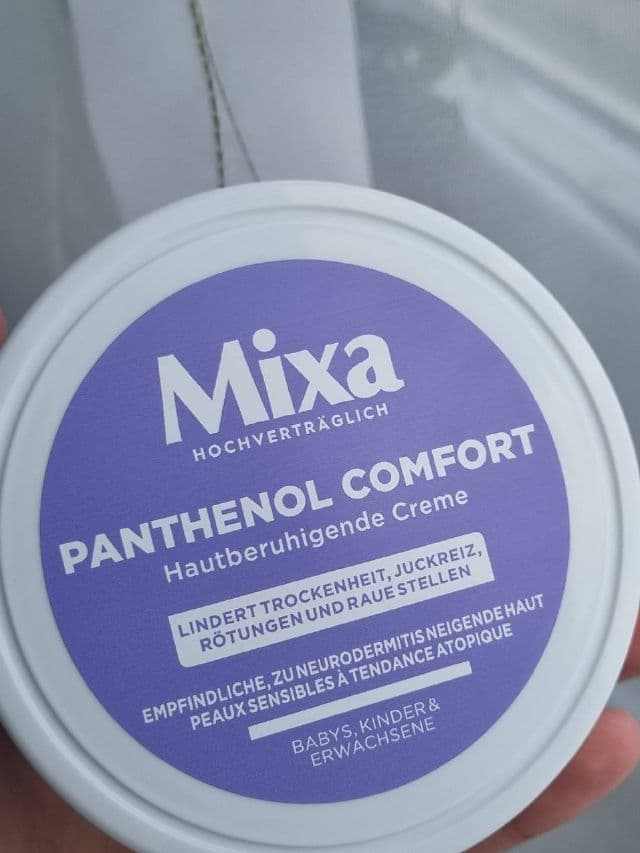 Mixa
HOCHVERTRÄGLICH
PANTHENOL COMFORT
Hautberuhigende Creme
LINDERT TROCKENHEIT, JUCKREIZ,
RÖTUNGEN UND RAUE STELLEN
EMPFINDLICHE, ZU NEURODERMITIS NEIGENDE HAUT
PEAUX SENSIBLES À TENDANCE ATOPIQUE
BABYS, KINDER &
ERWACHSENE